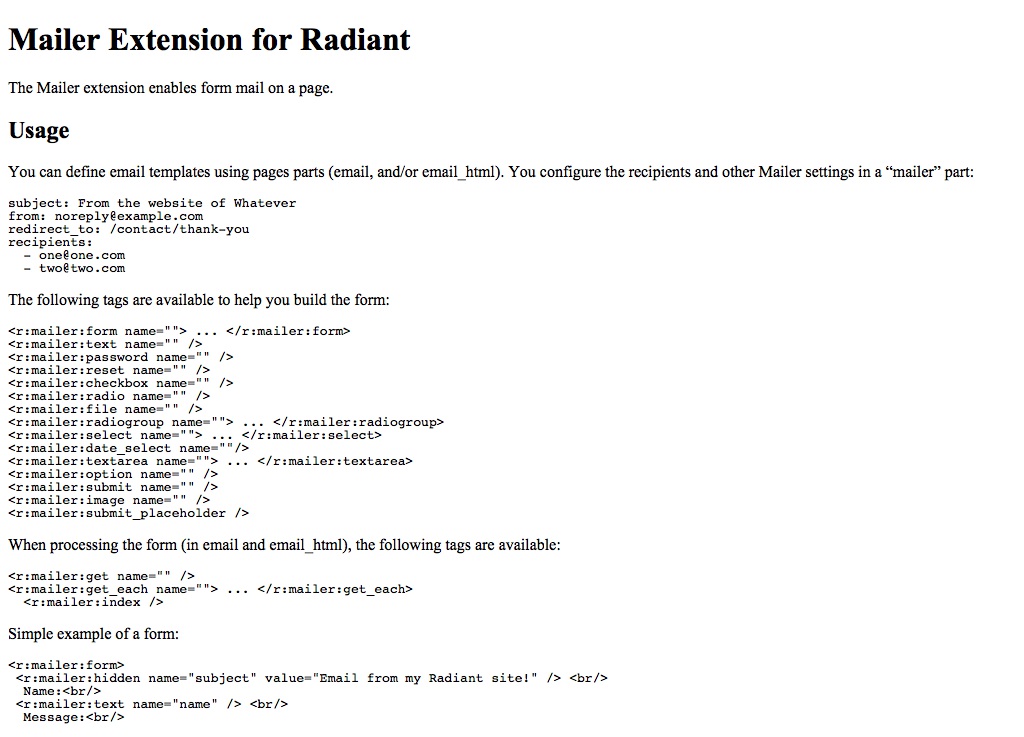 Mailer Extension for Radiant
The Mailer extension enables form mail on a page.
Usage
You can define email templates using pages parts (email, and/or email_html). You configure the recipients and other Mailer settings in a “mailer” part:
subject: From the website of Whatever
from: noreply@example.com
redirect_to: /contact/thank-you
recipients:
  - one@one.com
  - two@two.com
The following tags are available to help you build the form:
<r:mailer:form name=""> ... </r:mailer:form>
<r:mailer:text name="" />
<r:mailer:password name="" />
<r:mailer:reset name="" />
<r:mailer:checkbox name="" />
<r:mailer:radio name="" />
<r:mailer:file name="" />
<r:mailer:radiogroup name=""> ... </r:mailer:radiogroup>
<r:mailer:select name=""> ... </r:mailer:select>
<r:mailer:date_select name=""/>
<r:mailer:textarea name=""> ... </r:mailer:textarea>
<r:mailer:option name="" />
<r:mailer:submit name="" />
<r:mailer:image name="" />
<r:mailer:submit_placeholder />
When processing the form (in email and email_html), the following tags are available:
<r:mailer:get name="" />
<r:mailer:get_each name=""> ... </r:mailer:get_each>
  <r:mailer:index />
Simple example of a form:
<r:mailer:form>
 <r:mailer:hidden name="subject" value="Email from my Radiant site!" /> <br/>
  Name:<br/>
 <r:mailer:text name="name" /> <br/>
  Message:<br/>